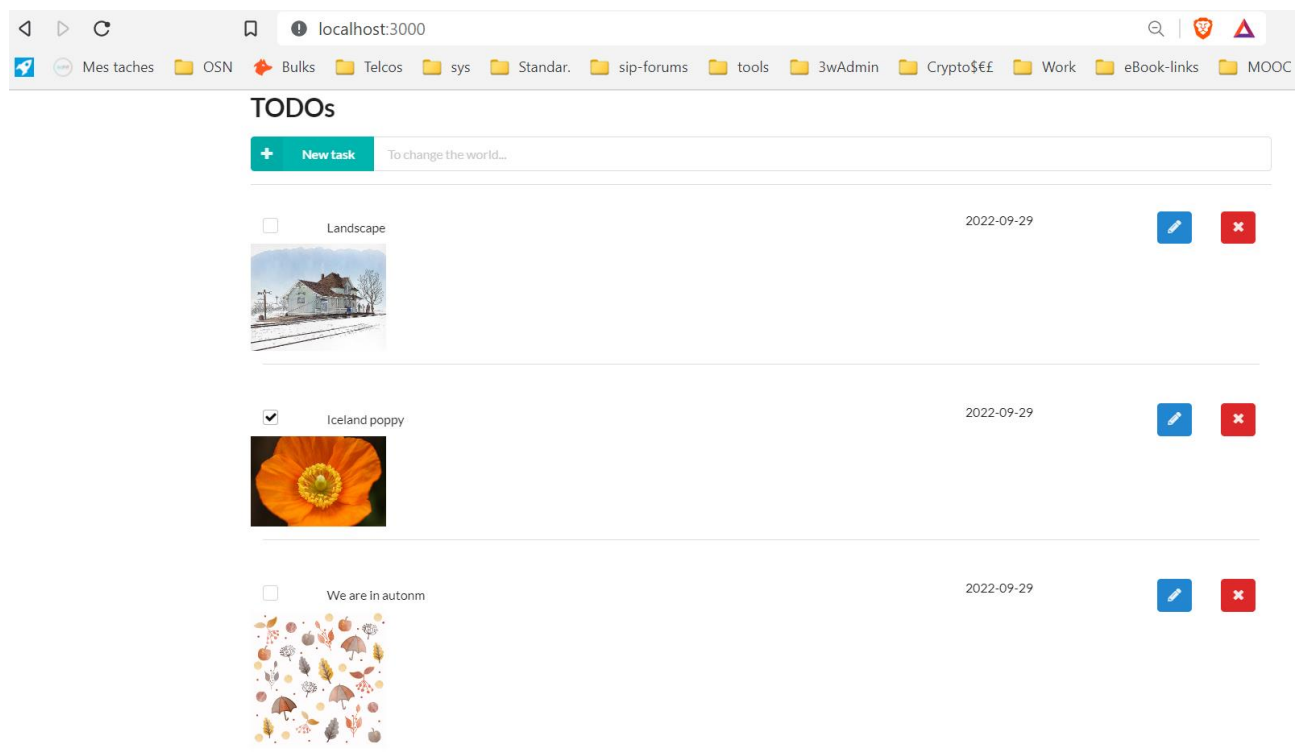 localhost:3000
Mes taches OSN Bulks Telcos sys Standar. sip-forums tools 3wAdmin Crypto$€£ Work eBook-links MOOC
TODOs
New task To change the world...
Landscape 2022-09-29
Iceland poppy 2022-09-29
We are in autonm 2022-09-29